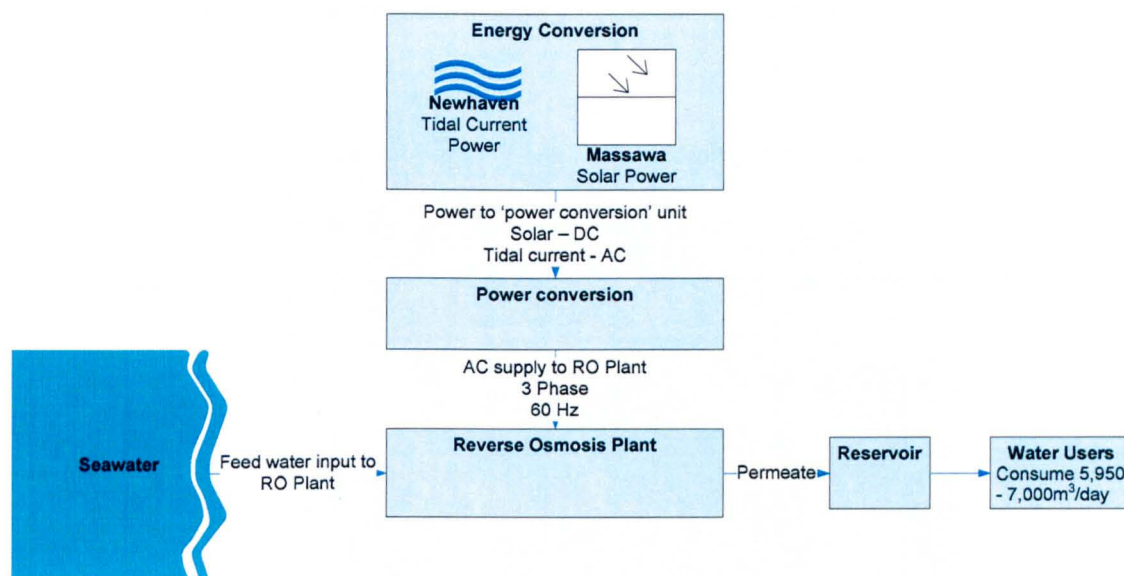 Energy Conversion
Newhaven
Tidal Current
Power
Massawa
Solar Power
Power to ‘power conversion’ unit
Solar – DC
Tidal current - AC
Power conversion
AC supply to RO Plant
3 Phase
60 Hz
Seawater
Feed water input to
RO Plant
Reverse Osmosis Plant
Permeate
Reservoir
Water Users
Consume 5,950
- 7,000m³/day